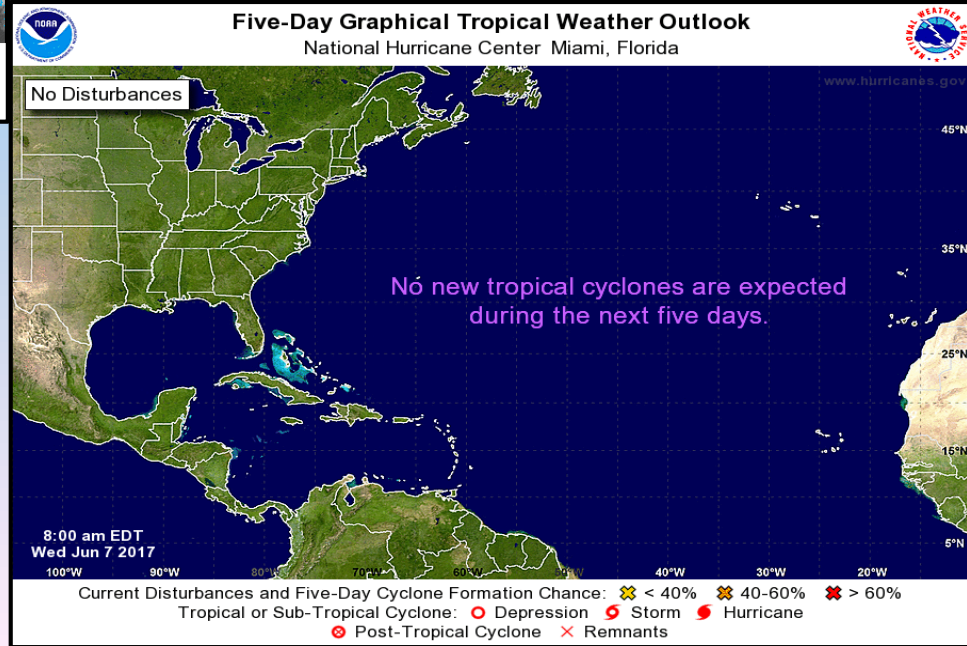 Five-Day Graphical Tropical Weather Outlook
National Hurricane Center Miami, Florida
NOAA
www.hurricanes.gov
No Disturbances
45°N
35°N
No new tropical cyclones are expected
during the next five days.
25°N
15°N
8:00 am EDT
Wed Jun 7 2017
5°N
100°W 90°W 80°W 70°W 60°W 50°W 40°W 30°W 20°W
Current Disturbances and Five-Day Cyclone Formation Chance: < 40% 40-60% > 60%
Tropical or Sub-Tropical Cyclone: Depression Storm Hurricane
Post-Tropical Cyclone Remnants